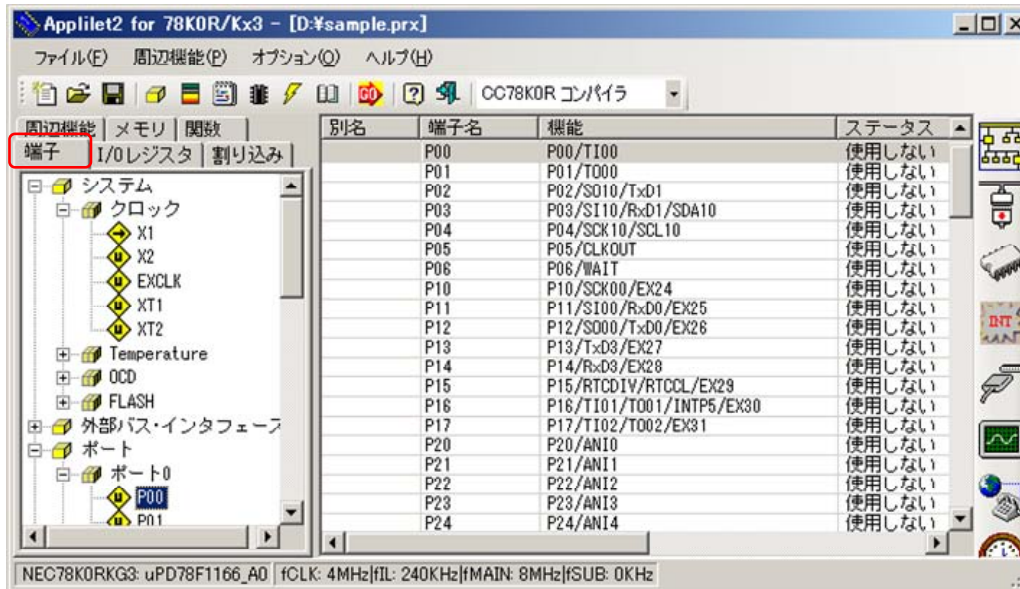 Applilet2 for 78K0R/Kx3 - [D:¥sample.prx]
ファイル(F) 周辺機能(P) オプション(O) ヘルプ(H)
GO CC78K0R コンパイラ
周辺機能 メモリ 関数
端子 I/Oレジスタ 割り込み
システム
クロック
X1
X2
EXCLK
XT1
XT2
Temperature
OCD
FLASH
外部バス・インタフェース
ポート
ポート0
P00
P01
別名 端子名 機能 ステータス
P00 P00/TI00 使用しない
P01 P01/TO00 使用しない
P02 P02/SO10/TxD1 使用しない
P03 P03/SI10/RxD1/SDA10 使用しない
P04 P04/SCK10/SCL10 使用しない
P05 P05/CLKOUT 使用しない
P06 P06/WAIT 使用しない
P10 P10/SCK00/EX24 使用しない
P11 P11/SI00/RxD0/EX25 使用しない
P12 P12/SO00/TxD0/EX26 使用しない
P13 P13/TxD3/EX27 使用しない
P14 P14/RxD3/EX28 使用しない
P15 P15/RTCDIV/RTCCL/EX29 使用しない
P16 P16/TI01/TO01/INTP5/EX30 使用しない
P17 P17/TI02/TO02/EX31 使用しない
P20 P20/ANI0 使用しない
P21 P21/ANI1 使用しない
P22 P22/ANI2 使用しない
P23 P23/ANI3 使用しない
P24 P24/ANI4 使用しない
INT
NEC78K0RKG3: uPD78F1166_A0 fCLK: 4MHz|fIL: 240KHz|fMAIN: 8MHz|fSUB: 0KHz